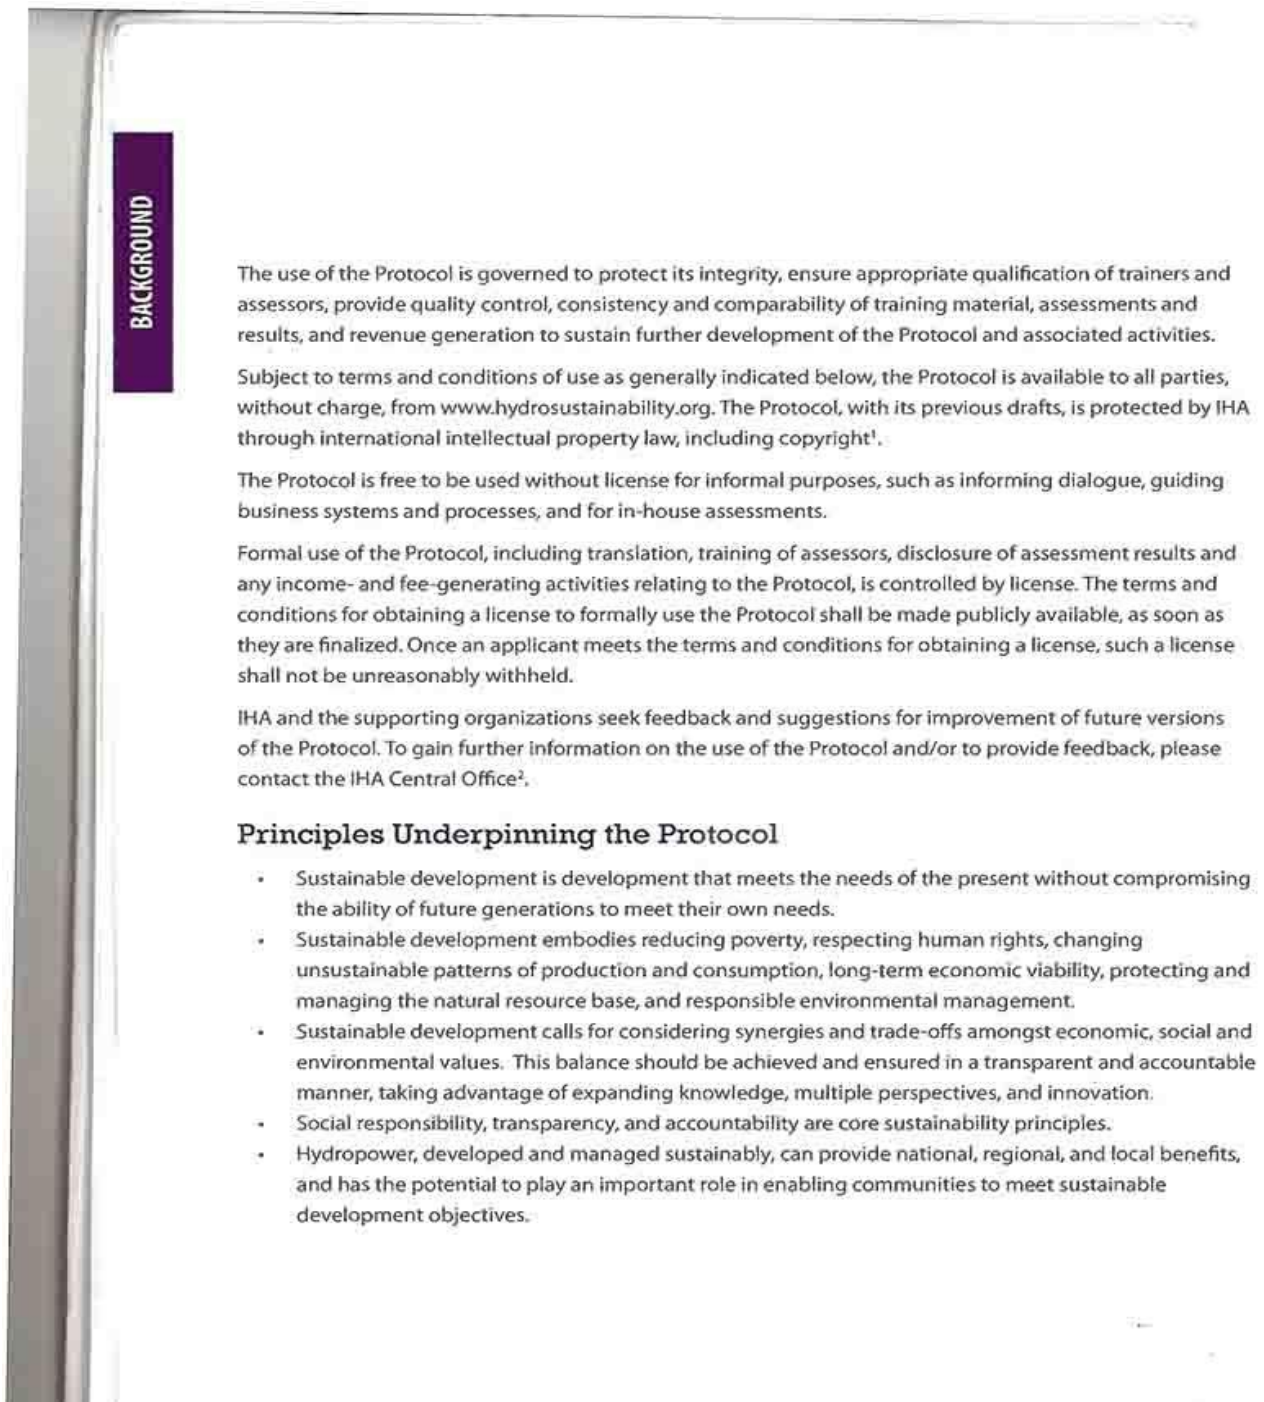 BACKGROUND
The use of the Protocol is governed to protect its integrity, ensure appropriate qualification of trainers and
assessors, provide quality control, consistency and comparability of training material, assessments and
results, and revenue generation to sustain further development of the Protocol and associated activities.
Subject to terms and conditions of use as generally indicated below, the Protocol is available to all parties,
without charge, from www.hydrosustainability.org. The Protocol, with its previous drafts, is protected by IHA
through international intellectual property law, including copyright¹.
The Protocol is free to be used without license for informal purposes, such as informing dialogue, guiding
business systems and processes, and for in-house assessments.
Formal use of the Protocol, including translation, training of assessors, disclosure of assessment results and
any income- and fee-generating activities relating to the Protocol, is controlled by license. The terms and
conditions for obtaining a license to formally use the Protocol shall be made publicly available, as soon as
they are finalized. Once an applicant meets the terms and conditions for obtaining a license, such a license
shall not be unreasonably withheld.
IHA and the supporting organizations seek feedback and suggestions for improvement of future versions
of the Protocol. To gain further information on the use of the Protocol and/or to provide feedback, please
contact the IHA Central Office².
Principles Underpinning the Protocol
• Sustainable development is development that meets the needs of the present without compromising
the ability of future generations to meet their own needs.
• Sustainable development embodies reducing poverty, respecting human rights, changing
unsustainable patterns of production and consumption, long-term economic viability, protecting and
managing the natural resource base, and responsible environmental management.
• Sustainable development calls for considering synergies and trade-offs amongst economic, social and
environmental values. This balance should be achieved and ensured in a transparent and accountable
manner, taking advantage of expanding knowledge, multiple perspectives, and innovation.
• Social responsibility, transparency, and accountability are core sustainability principles.
• Hydropower, developed and managed sustainably, can provide national, regional, and local benefits,
and has the potential to play an important role in enabling communities to meet sustainable
development objectives.